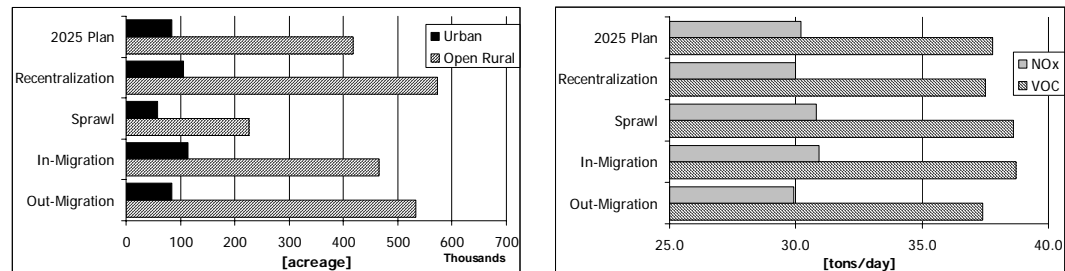 2025 Plan
Recentralization
Sprawl
In-Migration
Out-Migration
0 100 200 300 400 500 600 700
[acreage] Thousands
Urban
Open Rural
2025 Plan
Recentralization
Sprawl
In-Migration
Out-Migration
25.0 30.0 35.0 40.0
[tons/day]
NOx
VOC